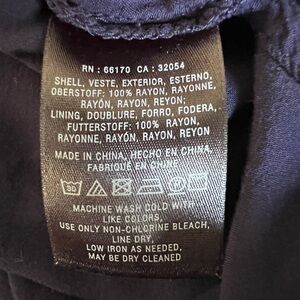 RN : 66170 CA : 32054
SHELL, VESTE, EXTERIOR, ESTERNO,
OBERSTOFF: 100% RAYON, RAYONNE,
RAYÓN, RAYON, REYON;
LINING, DOUBLURE, FORRO, FODERA,
FUTTERSTOFF: 100% RAYON,
RAYONNE, RAYÓN, RAYON, REYON
MADE IN CHINA, HECHO EN CHINA,
FABRIQUÉ EN CHINE
30
MACHINE WASH COLD WITH
LIKE COLORS,
USE ONLY NON-CHLORINE BLEACH,
LINE DRY,
LOW IRON AS NEEDED,
MAY BE DRY CLEANED